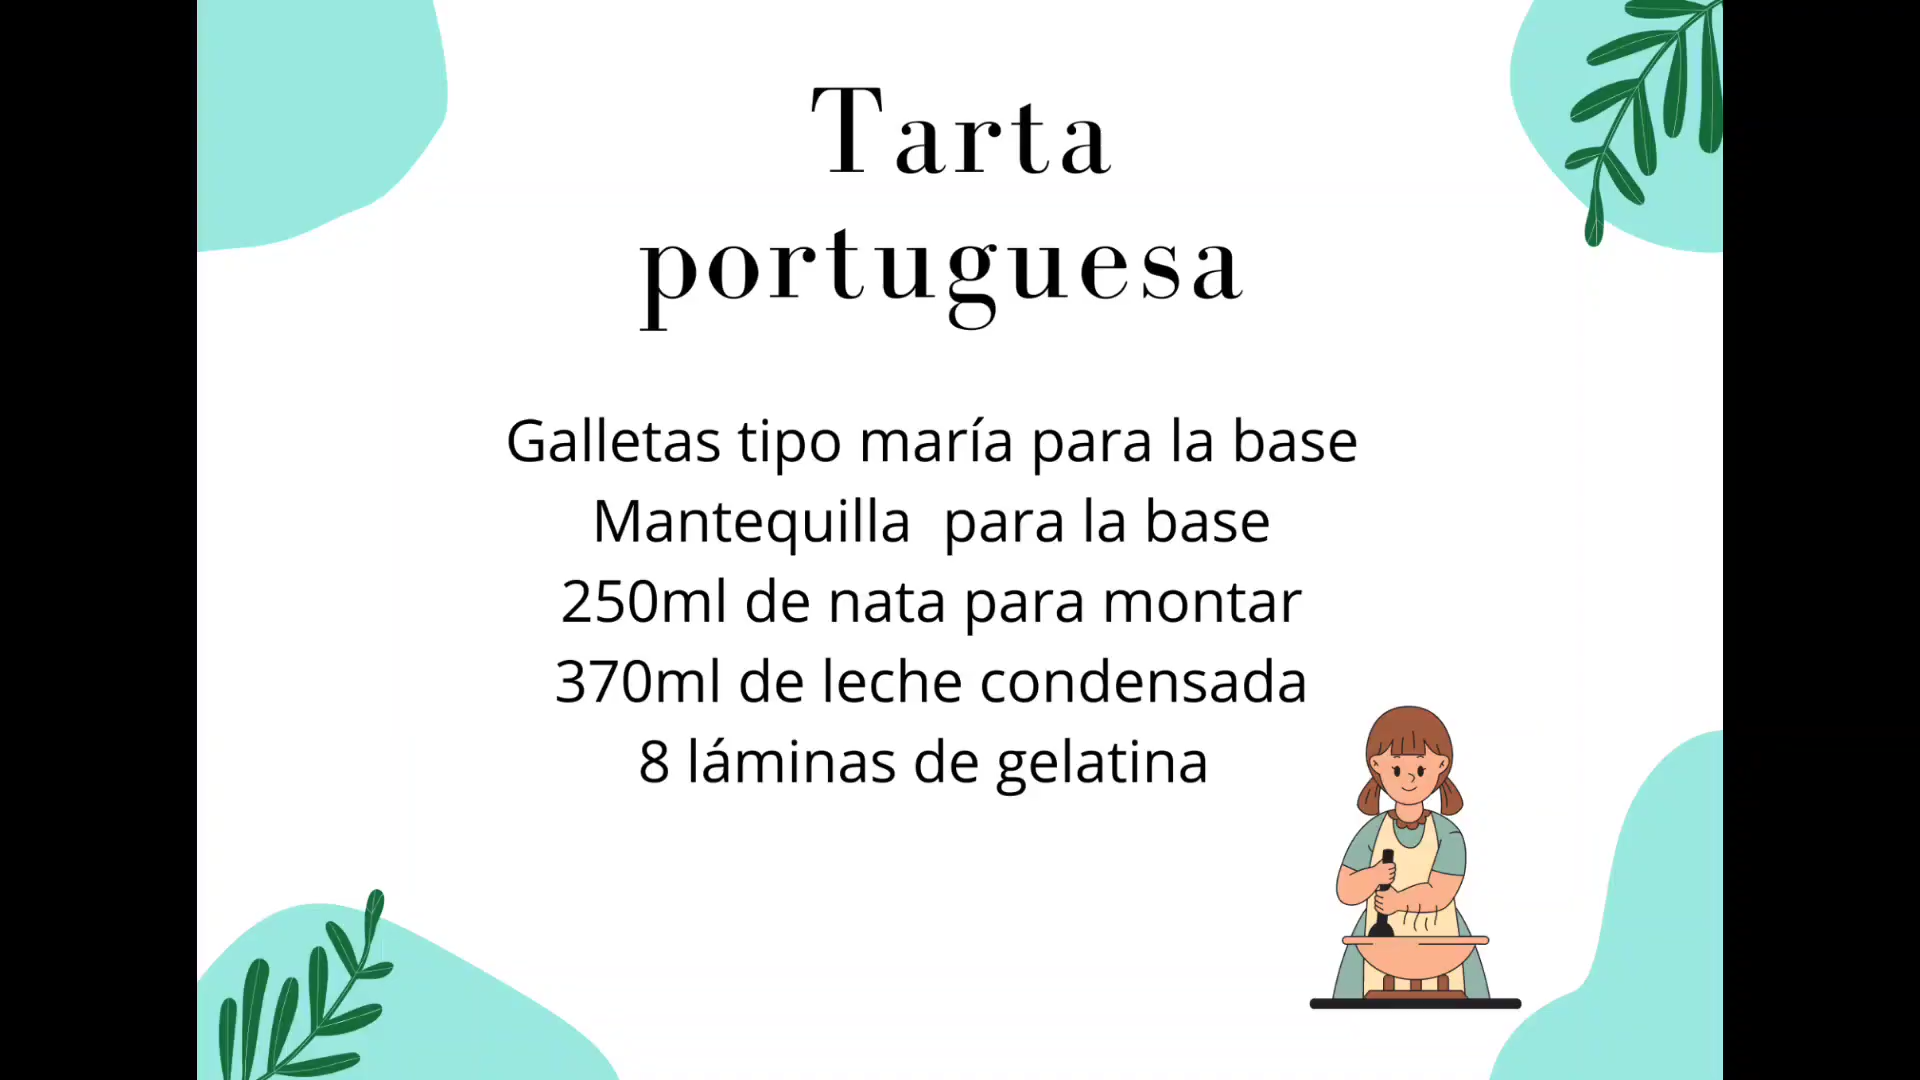 Tarta
portuguesa
Galletas tipo maría para la base
Mantequilla  para la base
250ml de nata para montar
370ml de leche condensada
8 láminas de gelatina